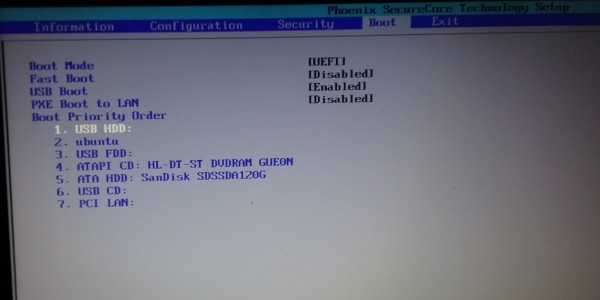 Phoenix SecureCore Technology Setup
Information Configuration Security Boot Exit
Boot Mode [UEFI]
Fast Boot [Disabled]
USB Boot [Enabled]
PXE Boot to LAN [Disabled]
Boot Priority Order
1. USB HDD:
2. ubuntu
3. USB FDD:
4. ATAPI CD: HL-DT-ST DVDRAM GUE0N
5. ATA HDD: SanDisk SDSSDA120G
6. USB CD:
7. PCI LAN: